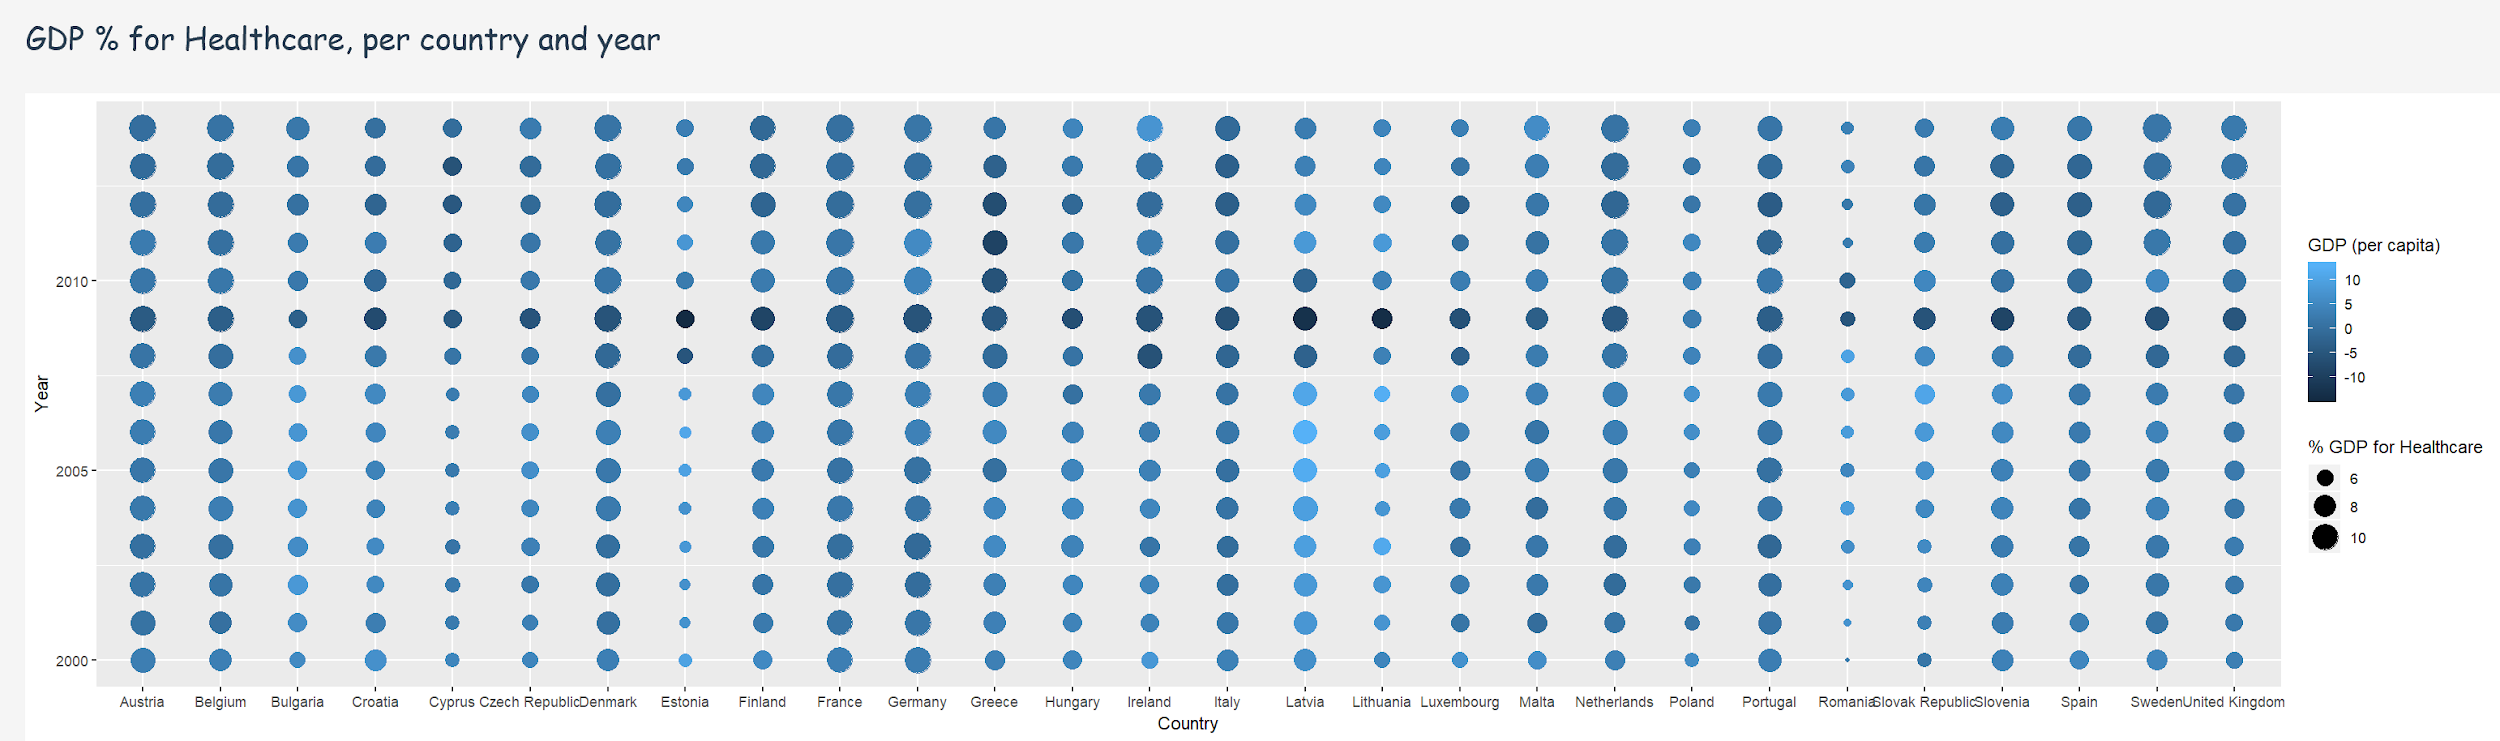 GDP % for Healthcare, per country and year
GDP (per capita)
10
5
0
-5
-10
% GDP for Healthcare
6
8
10
Year
2010
2005
2000
Austria Belgium Bulgaria Croatia Cyprus Czech Republic Denmark Estonia Finland France Germany Greece Hungary Ireland Italy Latvia Lithuania Luxembourg Malta Netherlands Poland Portugal Romania Slovak Republic Slovenia Spain Sweden United Kingdom
Country